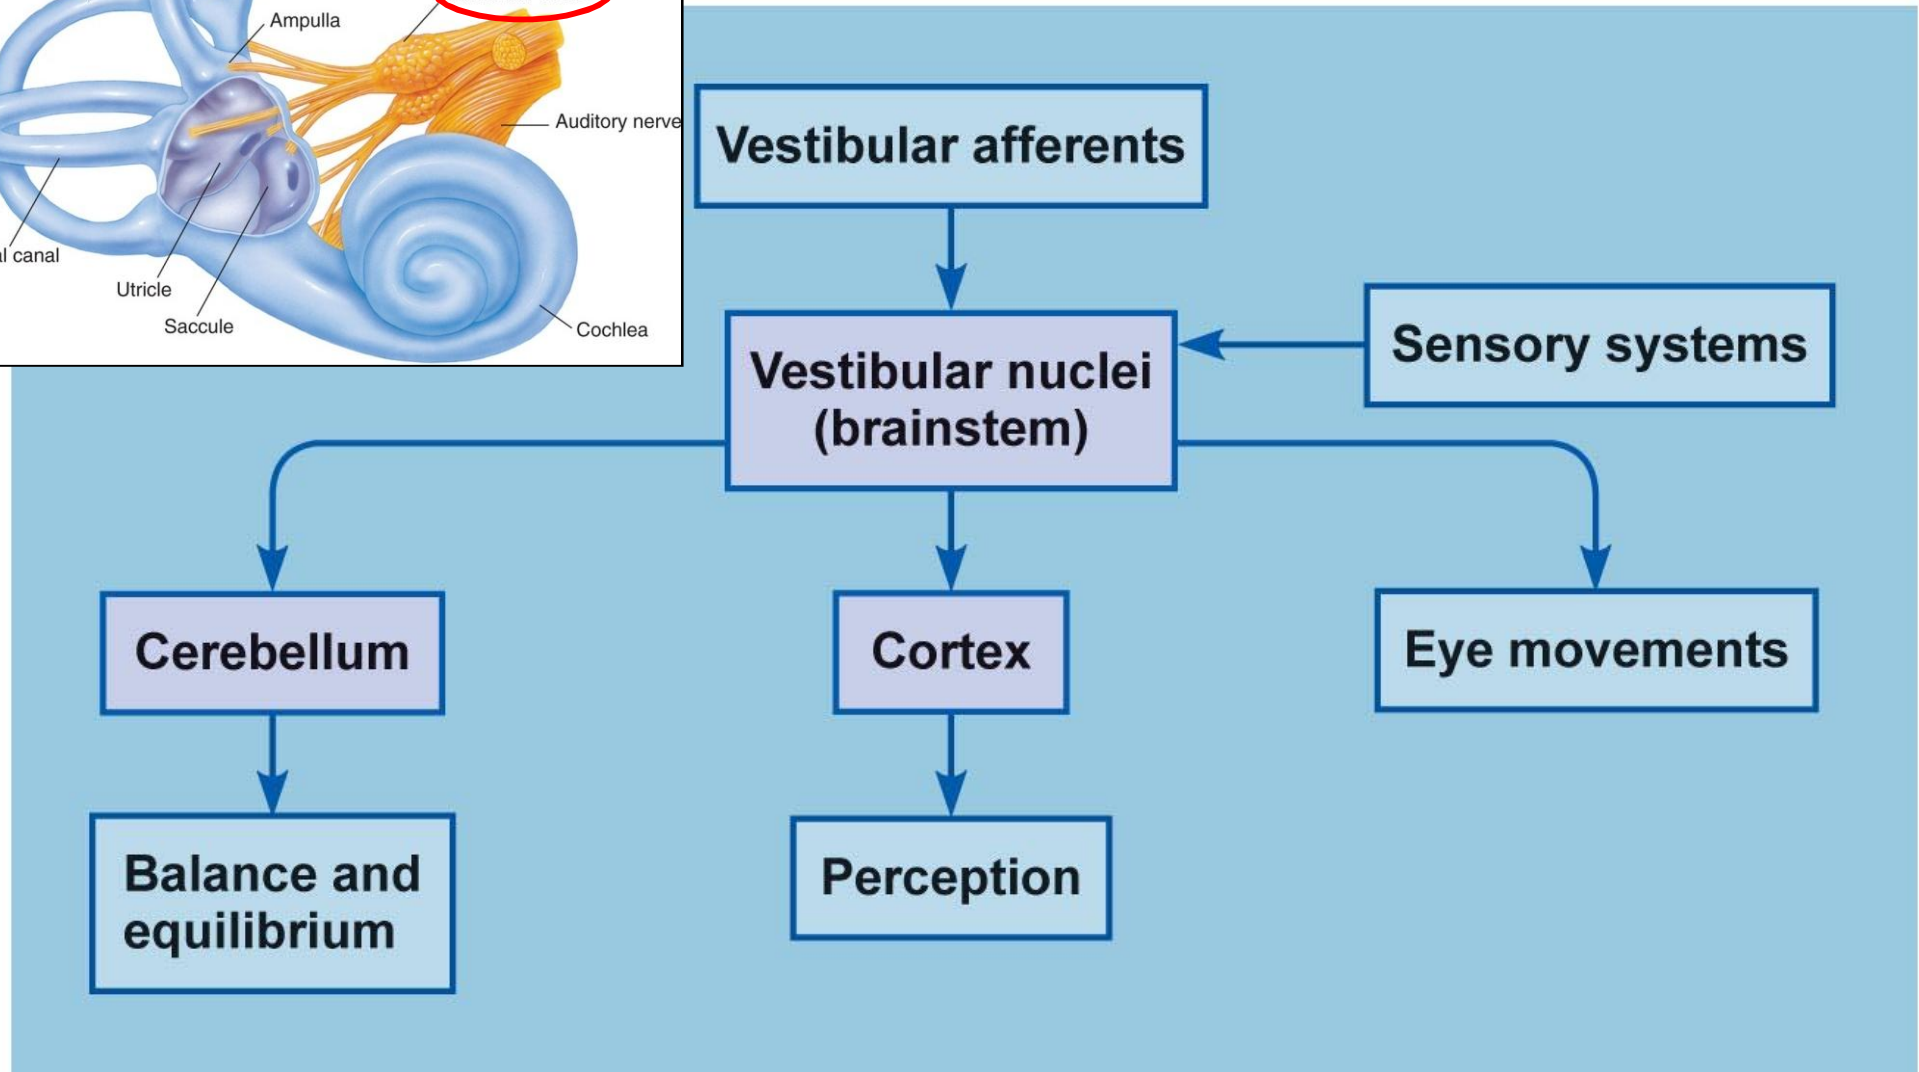 Ampulla
Auditory nerve
al canal
Utricle
Saccule
Cochlea
Vestibular afferents
Sensory systems
Vestibular nuclei
(brainstem)
Cerebellum
Cortex
Eye movements
Balance and
equilibrium
Perception